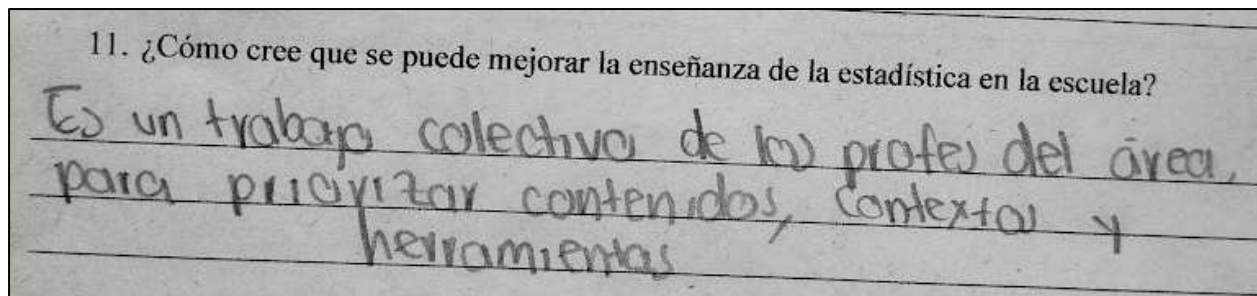 11. ¿Cómo cree que se puede mejorar la enseñanza de la estadística en la escuela?
Es un trabajo colectivo de los profes del área,
para priorizar contenidos, contextos y
herramientas